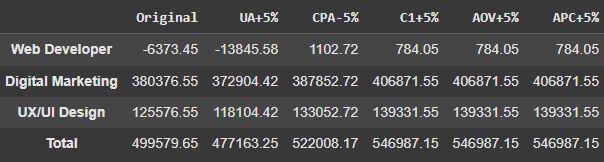 Original UA+5% CPA-5% C1+5% AOV+5% APC+5%
Web Developer -6373.45 -13845.58 1102.72 784.05 784.05 784.05
Digital Marketing 380376.55 372904.42 387852.72 406871.55 406871.55 406871.55
UX/UI Design 125576.55 118104.42 133052.72 139331.55 139331.55 139331.55
Total 499579.65 477163.25 522008.17 546987.15 546987.15 546987.15